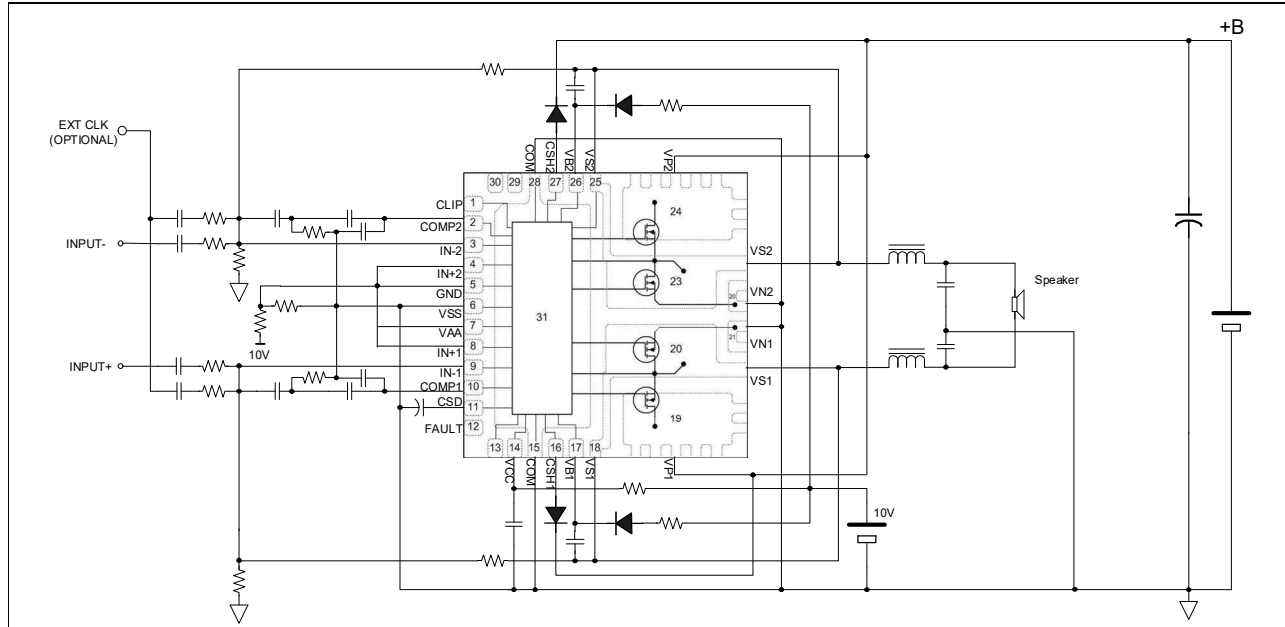 +B
EXT CLK
(OPTIONAL)
COM
CSH2
VB2
VS2
VP2
30
29
28
27
26
25
CLIP
1
24
COMP2
2
INPUT-
IN-2
3
VS2
4
IN+2
23
Speaker
5
VN2
GND
6
31
VSS
7
VN1
VAA
21
10V
8
20
IN+1
INPUT+
9
IN-1
VS1
10
COMP1
CSD
11
19
FAULT
12
13
14
15
16
17
18
VCC
COM
CSH1
VB1
VS1
VP1
10V